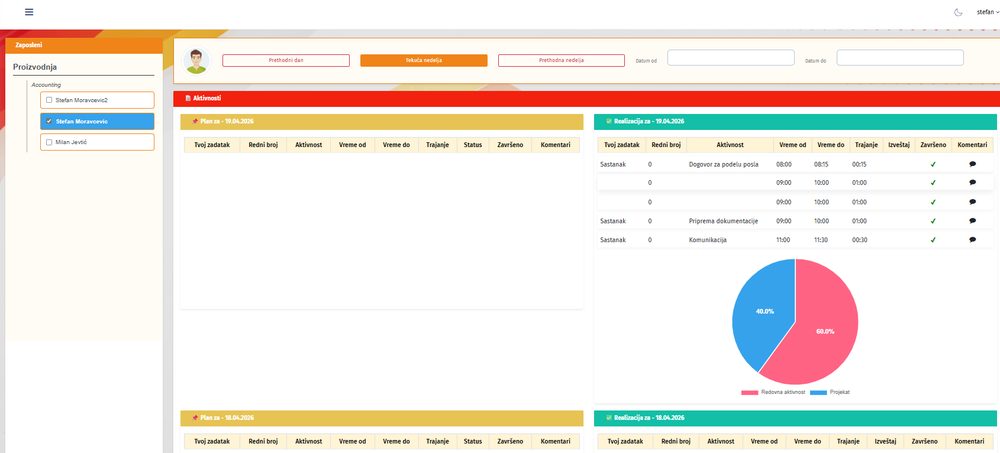 stefan
Zaposleni
Proizvodnja
Accounting
Stefan Moravcevic2
Stefan Moravcevic
Milan Jevtić
Prethodni dan
Tekuća nedelja
Prethodna nedelja
Datum od
Datum do
Aktivnosti
Plan za - 19.04.2026
Tvoj zadatak Redni broj Aktivnost Vreme od Vreme do Trajanje Status Završeno Komentari
Realizacija za - 19.04.2026
Tvoj zadatak Redni broj Aktivnost Vreme od Vreme do Trajanje Izveštaj Završeno Komentari
Sastanak 0 Dogovor za podelu posla 08:00 08:15 00:15
0 09:00 10:00 01:00
0 09:00 10:00 01:00
Sastanak 0 Priprema dokumentacije 09:00 10:00 01:00
Sastanak 0 Komunikacija 11:00 11:30 00:30
40.0%
60.0%
Redovna aktivnost Projekat
Plan za - 18.04.2026
Tvoj zadatak Redni broj Aktivnost Vreme od Vreme do Trajanje Status Završeno Komentari
Realizacija za - 18.04.2026
Tvoj zadatak Redni broj Aktivnost Vreme od Vreme do Trajanje Izveštaj Završeno Komentari